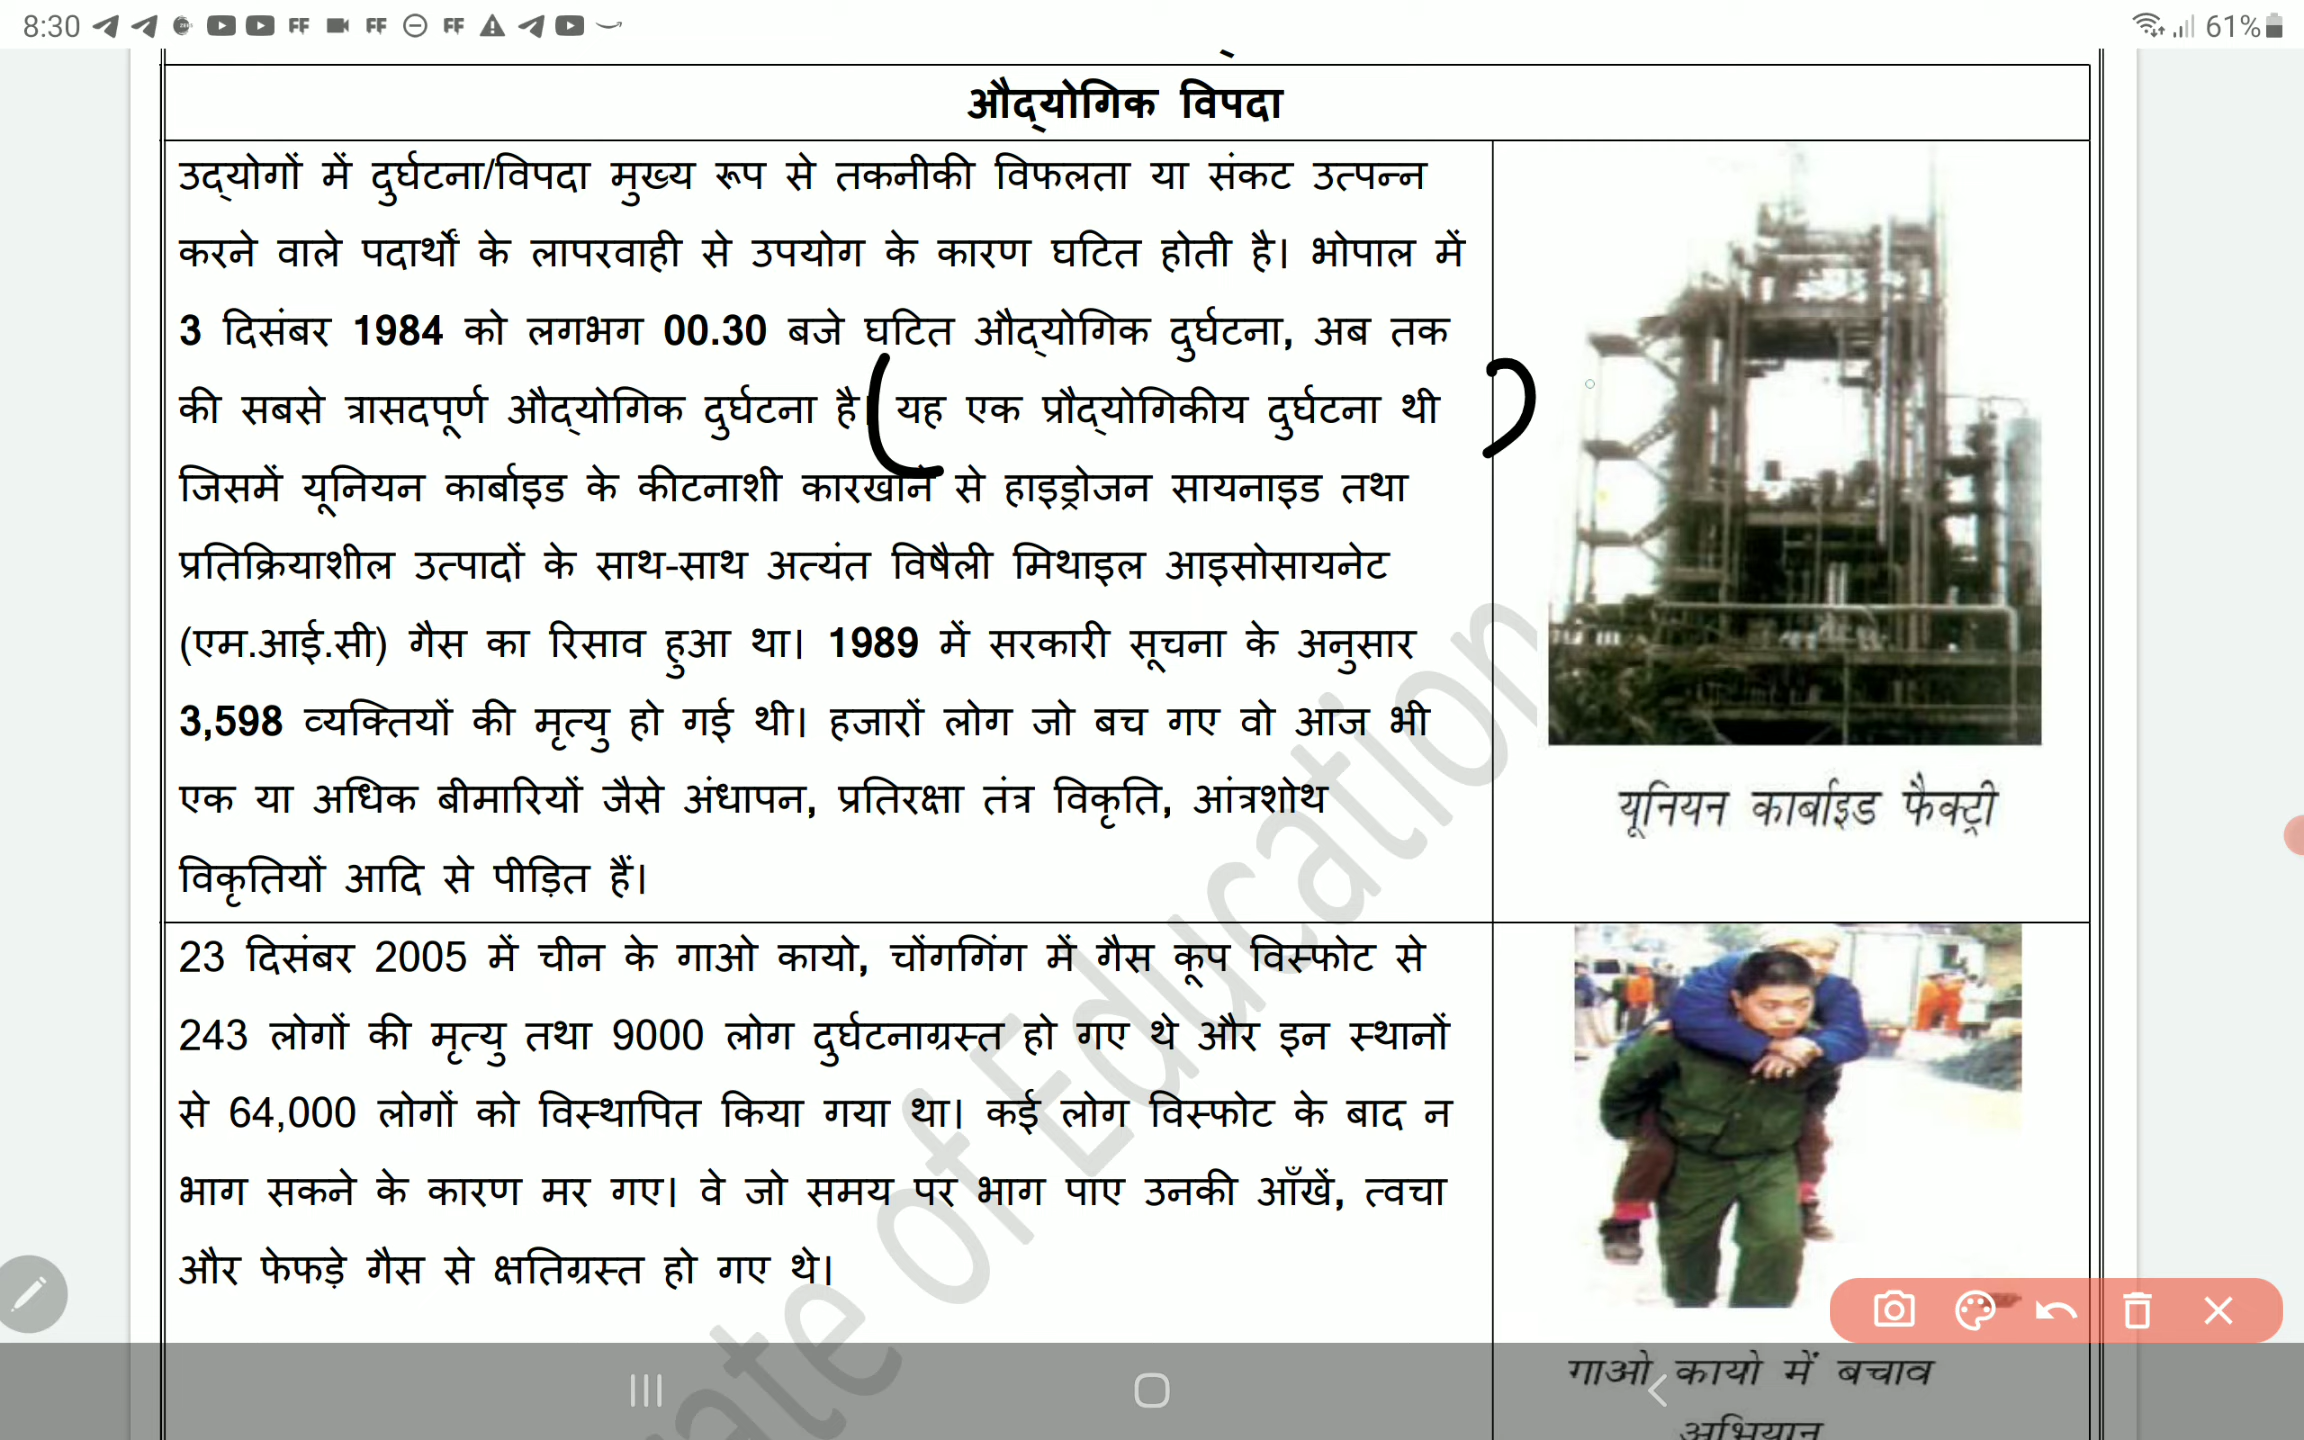 8:30
61%
औद्योगिक विपदा
उद्योगों में दुर्घटना/विपदा मुख्य रूप से तकनीकी विफलता या संकट उत्पन्न
करने वाले पदार्थों के लापरवाही से उपयोग के कारण घटित होती है। भोपाल में
3 दिसंबर 1984 को लगभग 00.30 बजे घटित औद्योगिक दुर्घटना, अब तक
की सबसे त्रासदपूर्ण औद्योगिक दुर्घटना है। यह एक प्रौद्योगिकीय दुर्घटना थी
जिसमें यूनियन कार्बाइड के कीटनाशी कारखाने से हाइड्रोजन सायनाइड तथा
प्रतिक्रियाशील उत्पादों के साथ-साथ अत्यंत विषैली मिथाइल आइसोसायनेट
(एम.आई.सी) गैस का रिसाव हुआ था। 1989 में सरकारी सूचना के अनुसार
3,598 व्यक्तियों की मृत्यु हो गई थी। हजारों लोग जो बच गए वो आज भी
एक या अधिक बीमारियों जैसे अंधापन, प्रतिरक्षा तंत्र विकृति, आंत्रशोथ
विकृतियों आदि से पीड़ित हैं।
यूनियन कार्बाइड फैक्ट्री
23 दिसंबर 2005 में चीन के गाओ कायो, चोंगगिंग में गैस कूप विस्फोट से
243 लोगों की मृत्यु तथा 9000 लोग दुर्घटनाग्रस्त हो गए थे और इन स्थानों
से 64,000 लोगों को विस्थापित किया गया था। कई लोग विस्फोट के बाद न
भाग सकने के कारण मर गए। वे जो समय पर भाग पाए उनकी आँखें, त्वचा
और फेफड़े गैस से क्षतिग्रस्त हो गए थे।
गाओ कायो में बचाव
अभियान
ate of Education